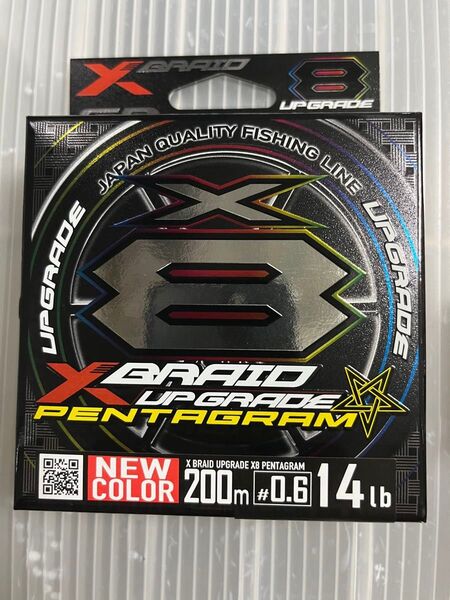 X BRAID
8
UPGRADE
JAPAN QUALITY FISHING LINE
UPGRADE
UPGRADE
X
8
X BRAID
UPGRADE
PENTAGRAM
NEW
COLOR
X BRAID UPGRADE X8 PENTAGRAM
200m #0.6 14lb